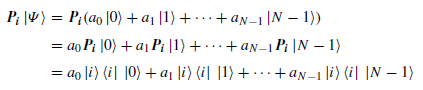 P_i |Ψ⟩ = P_i(a_0 |0⟩ + a_1 |1⟩ + ··· + a_{N−1} |N − 1⟩)
= a_0 P_i |0⟩ + a_1 P_i |1⟩ + ··· + a_{N−1} P_i |N − 1⟩
= a_0 |i⟩ ⟨i| |0⟩ + a_1 |i⟩ ⟨i| |1⟩ + ··· + a_{N−1} |i⟩ ⟨i| |N − 1⟩